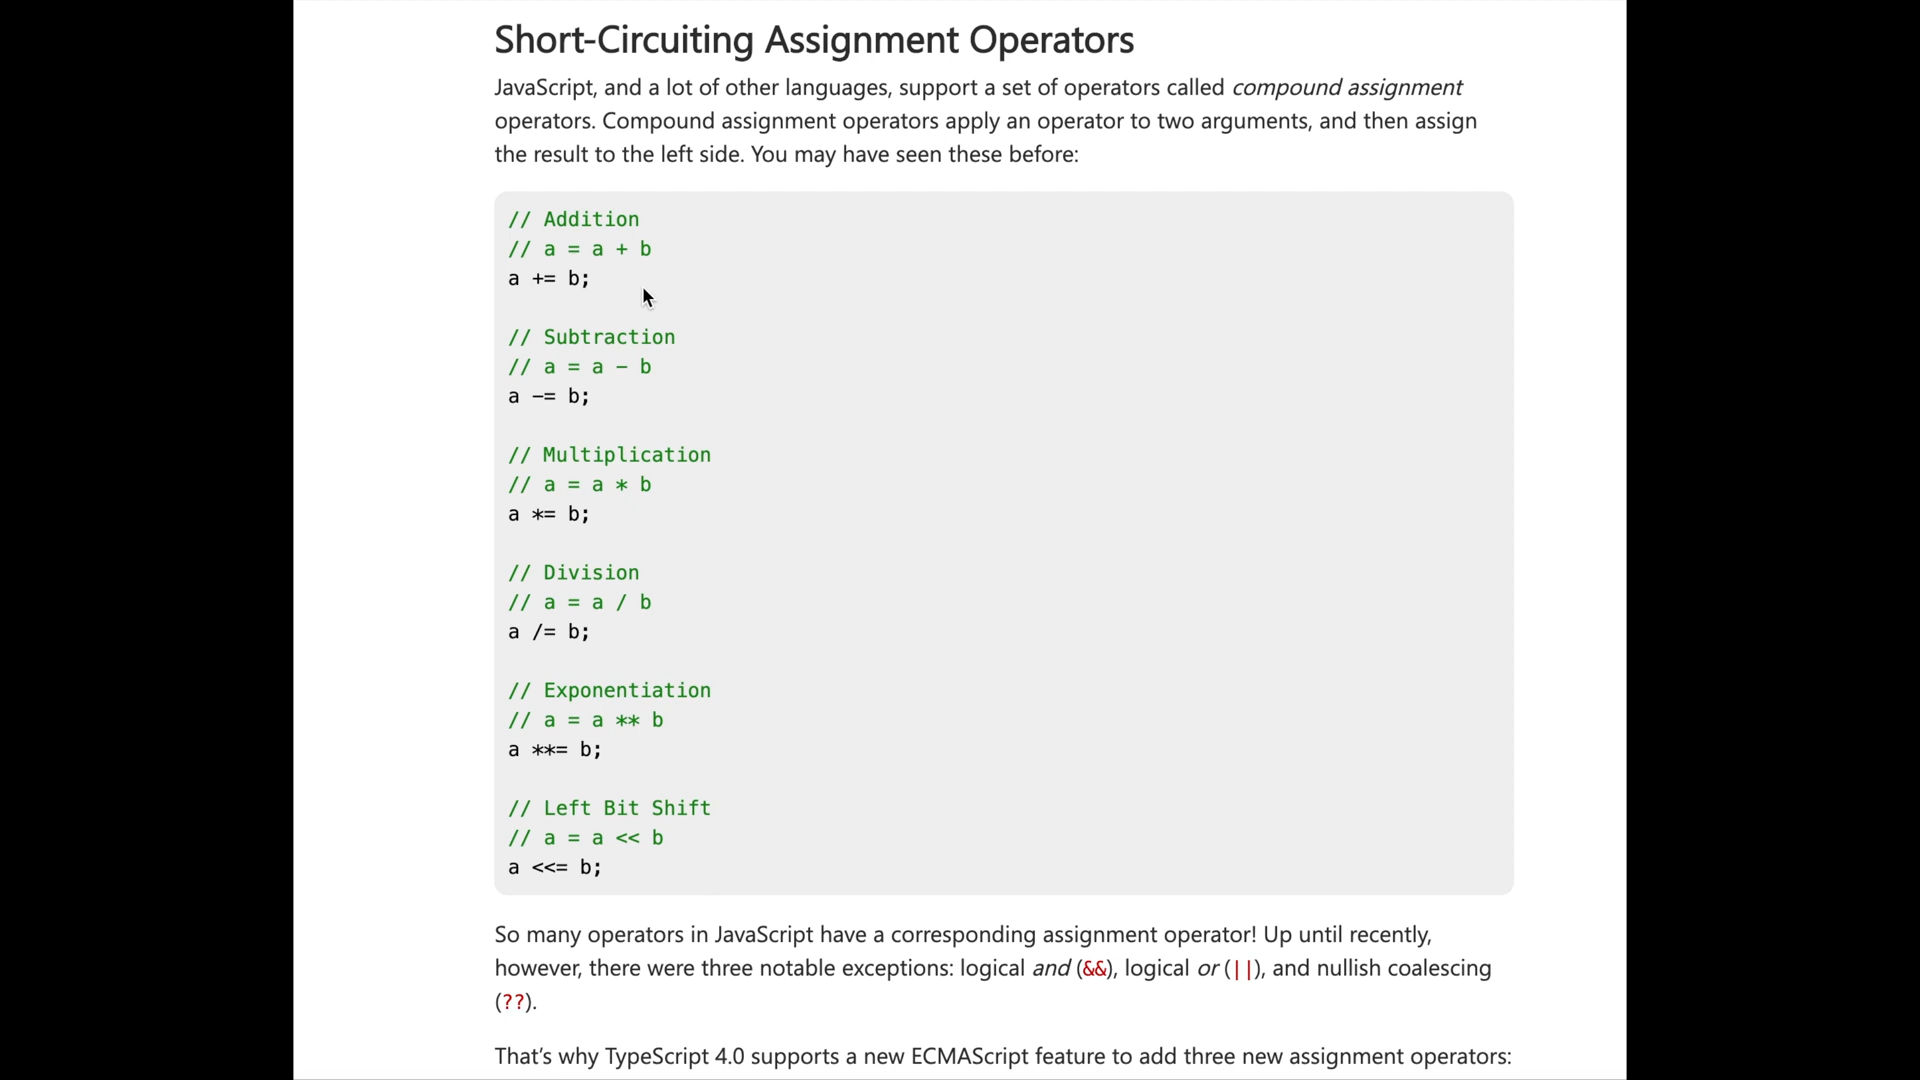 Short-Circuiting Assignment Operators
JavaScript, and a lot of other languages, support a set of operators called compound assignment
operators. Compound assignment operators apply an operator to two arguments, and then assign
the result to the left side. You may have seen these before:
// Addition
// a = a + b
a += b;
// Subtraction
// a = a - b
a -= b;
// Multiplication
// a = a * b
a *= b;
// Division
// a = a / b
a /= b;
// Exponentiation
// a = a ** b
a **= b;
// Left Bit Shift
// a = a << b
a <<= b;
So many operators in JavaScript have a corresponding assignment operator! Up until recently,
however, there were three notable exceptions: logical and (&&), logical or (||), and nullish coalescing
(??).
That’s why TypeScript 4.0 supports a new ECMAScript feature to add three new assignment operators: